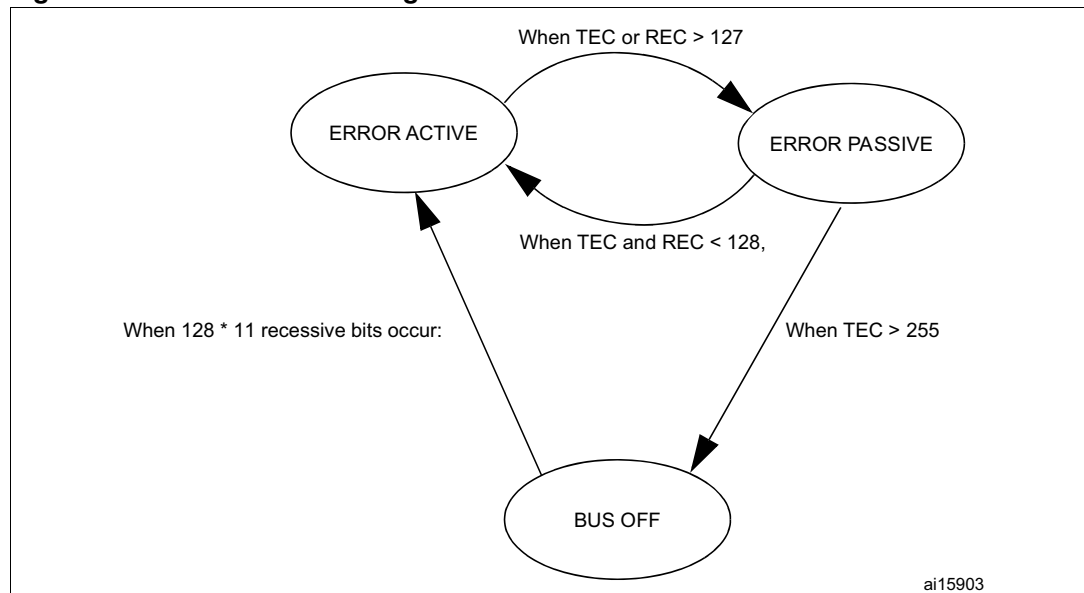 When TEC or REC > 127
ERROR ACTIVE
ERROR PASSIVE
When TEC and REC < 128,
When 128 * 11 recessive bits occur:
When TEC > 255
BUS OFF
ai15903